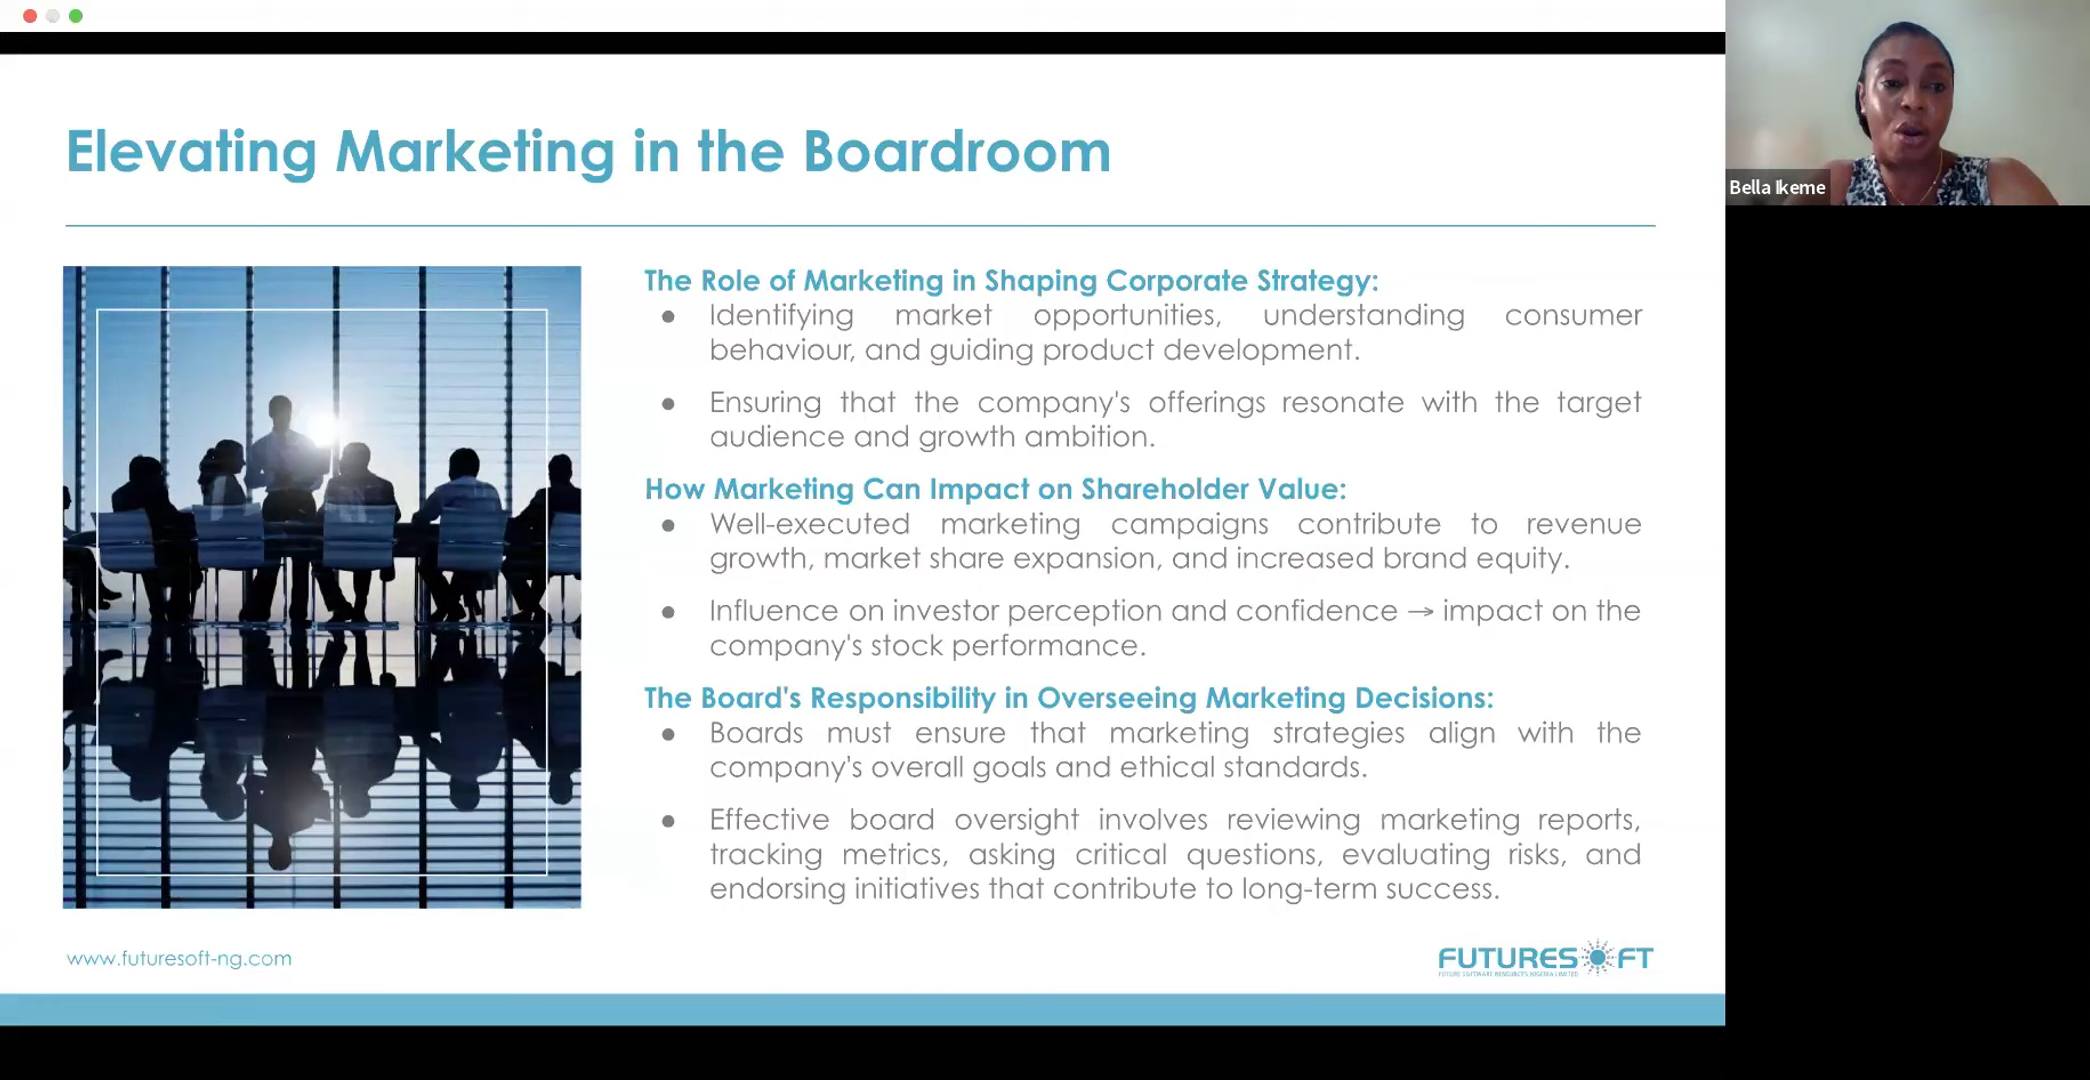 Elevating Marketing in the Boardroom
Bella Ikeme
The Role of Marketing in Shaping Corporate Strategy:
● Identifying market opportunities, understanding consumer
behaviour, and guiding product development.
● Ensuring that the company's offerings resonate with the target
audience and growth ambition.
How Marketing Can Impact on Shareholder Value:
● Well-executed marketing campaigns contribute to revenue
growth, market share expansion, and increased brand equity.
● Influence on investor perception and confidence → impact on the
company's stock performance.
The Board's Responsibility in Overseeing Marketing Decisions:
● Boards must ensure that marketing strategies align with the
company's overall goals and ethical standards.
● Effective board oversight involves reviewing marketing reports,
tracking metrics, asking critical questions, evaluating risks, and
endorsing initiatives that contribute to long-term success.
www.futuresoft-ng.com
FUTURESOFT
FUTURE SOFTWARE RESOURCES NIGERIA LIMITED